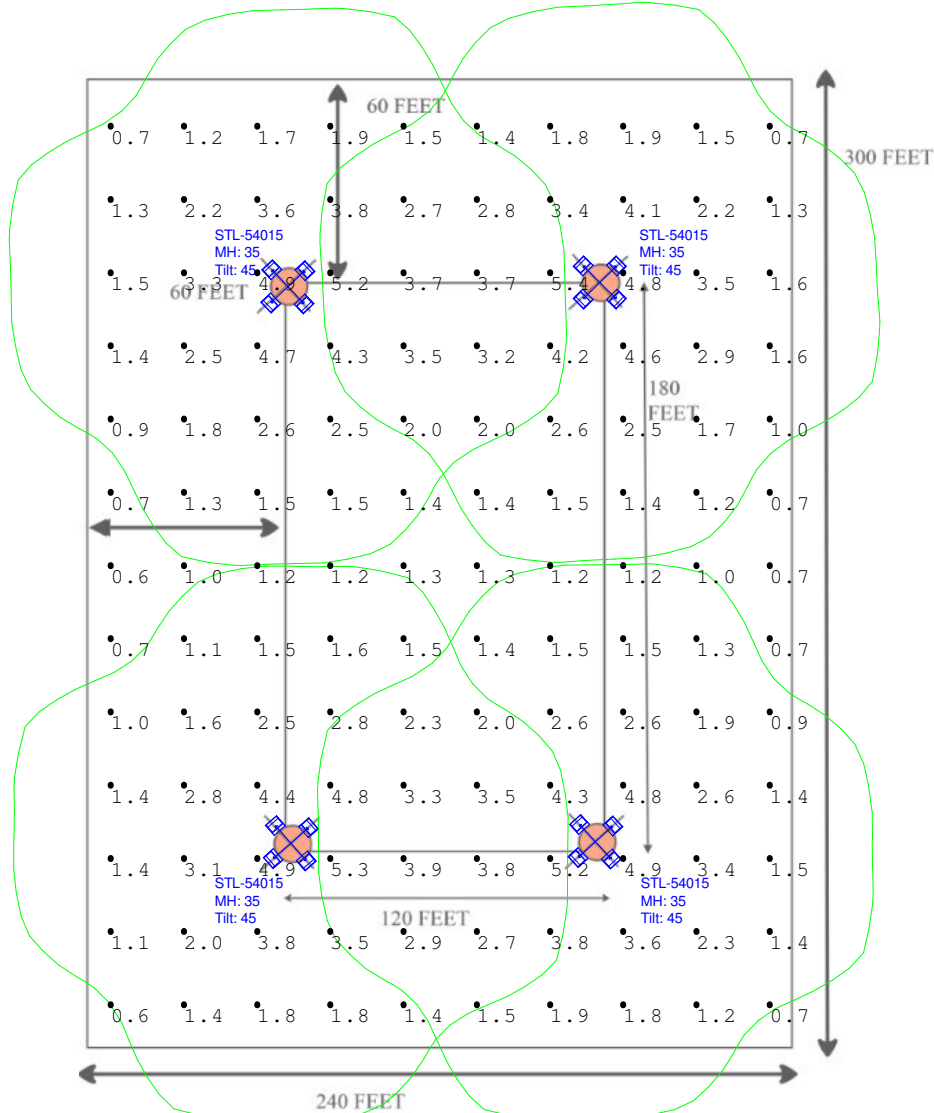 60 FEET
0.7 1.2 1.7 1.9 1.5 1.4 1.8 1.9 1.5 0.7
300 FEET
1.3 2.2 3.6 3.8 2.7 2.8 3.4 4.1 2.2 1.3
STL-54015
MH: 35
Tilt: 45
STL-54015
MH: 35
Tilt: 45
1.5 3.3 4.9 5.2 3.7 3.7 5.4 4.8 3.5 1.6
60 FEET
1.4 2.5 4.7 4.3 3.5 3.2 4.2 4.6 2.9 1.6
180
FEET
0.9 1.8 2.6 2.5 2.0 2.0 2.6 2.5 1.7 1.0
0.7 1.3 1.5 1.5 1.4 1.4 1.5 1.4 1.2 0.7
0.6 1.0 1.2 1.2 1.3 1.3 1.2 1.2 1.0 0.7
0.7 1.1 1.5 1.6 1.5 1.4 1.5 1.5 1.3 0.7
1.0 1.6 2.5 2.8 2.3 2.0 2.6 2.6 1.9 0.9
1.4 2.8 4.4 4.8 3.3 3.5 4.3 4.8 2.6 1.4
1.4 3.1 4.9 5.3 3.9 3.8 5.2 4.9 3.4 1.5
STL-54015
MH: 35
Tilt: 45
STL-54015
MH: 35
Tilt: 45
120 FEET
1.1 2.0 3.8 3.5 2.9 2.7 3.8 3.6 2.3 1.4
0.6 1.4 1.8 1.8 1.4 1.5 1.9 1.8 1.2 0.7
240 FEET